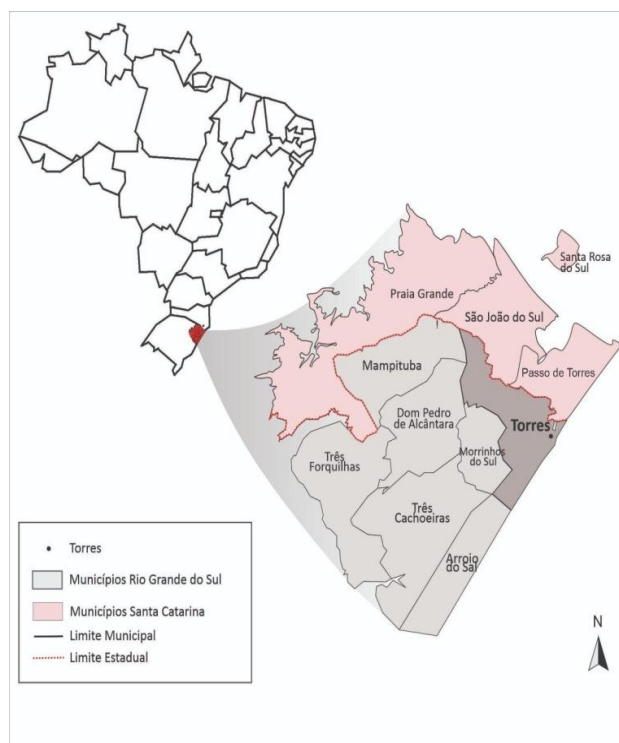 Santa Rosa
do Sul
Praia Grande
São João do Sul
Passo de Torres
Mampituba
Dom Pedro
de Alcântara
Torres
Morrinhos
do Sul
Três
Forquilhas
Três
Cachoeiras
Arroio
do Sal
Torres
Municípios Rio Grande do Sul
Municípios Santa Catarina
Limite Municipal
Limite Estadual
N